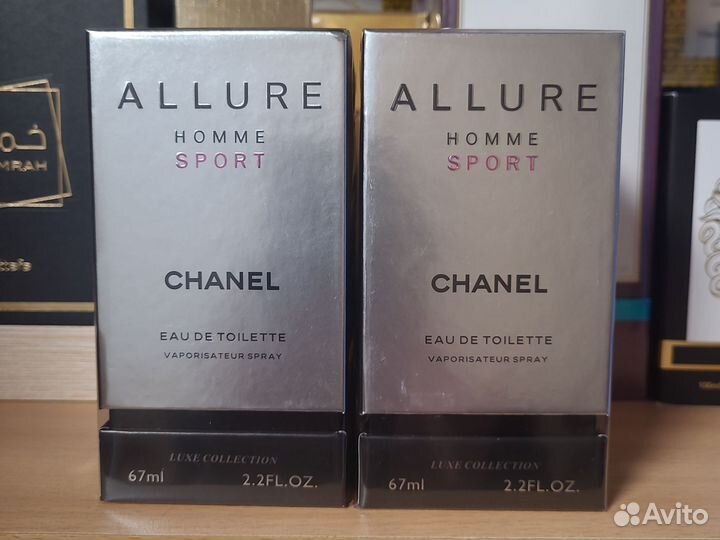 ALLURE
HOMME
SPORT
CHANEL
EAU DE TOILETTE
VAPORISATEUR SPRAY
LUXE COLLECTION
67ml 2.2FL.OZ.
ALLURE
HOMME
SPORT
CHANEL
EAU DE TOILETTE
VAPORISATEUR SPRAY
LUXE COLLECTION
67ml 2.2FL.OZ.
MRAH
Avito